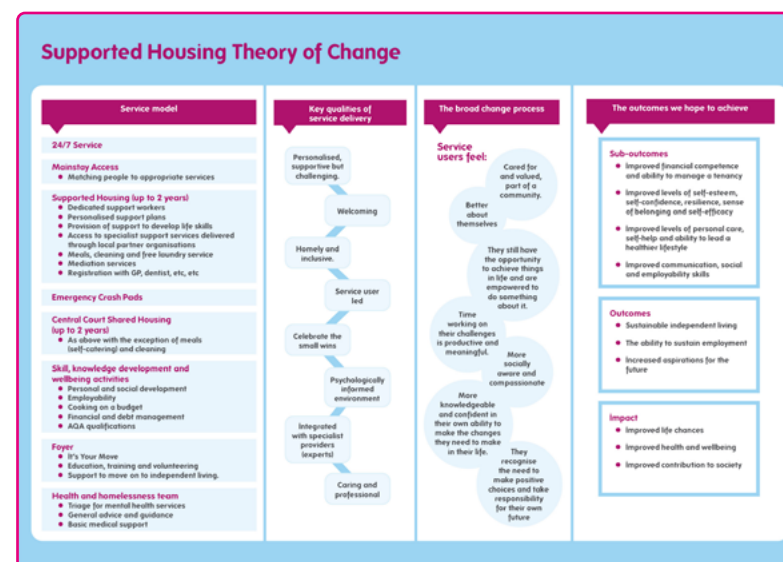 Supported Housing Theory of Change
Service model
24/7 Service
Mainstay Access
Matching people to appropriate services
Supported Housing (up to 2 years)
Dedicated support workers
Personalised support plans
Provision of support to develop life skills
Access to specialist support services delivered
through local partner organisations
Meals, cleaning and free laundry service
Mediation services
Registration with GP, dentist, etc, etc
Emergency Crash Pads
Central Court Shared Housing
(up to 2 years)
As above with the exception of meals
(self-catering) and cleaning
Skill, knowledge development and
wellbeing activities
Personal and social development
Employability
Cooking on a budget
Financial and debt management
AQA qualifications
Foyer
It's Your Move
Education, training and volunteering
Support to move on to independent living.
Health and homelessness team
Triage for mental health services
General advice and guidance
Basic medical support
Key qualities of
service delivery
Personalised,
supportive but
challenging.
Welcoming
Homely and
inclusive.
Service user
led
Celebrate the
small wins
Psychologically
informed
environment
Integrated
with specialist
providers
(experts)
Caring and
professional
The broad change process
Service
users feel:
Cared for
and valued,
part of a
community.
Better
about
themselves
They still have
the opportunity
to achieve things
in life and are
empowered to
do something
about it.
Time
working on
their challenges
is productive and
meaningful.
More
socially
aware and
compassionate
More
knowledgeable
and confident in
their own ability to
make the changes
they need to make
in their life.
They
recognise
the need to
make positive
choices and take
responsibility
for their own
future
The outcomes we hope to achieve
Sub-outcomes
Improved financial competence
and ability to manage a tenancy
Improved levels of self-esteem,
self-confidence, resilience, sense
of belonging and self-efficacy
Improved levels of personal care,
self-help and ability to lead a
healthier lifestyle
Improved communication, social
and employability skills
Outcomes
Sustainable independent living
The ability to sustain employment
Increased aspirations for the
future
Impact
Improved life chances
Improved health and wellbeing
Improved contribution to society